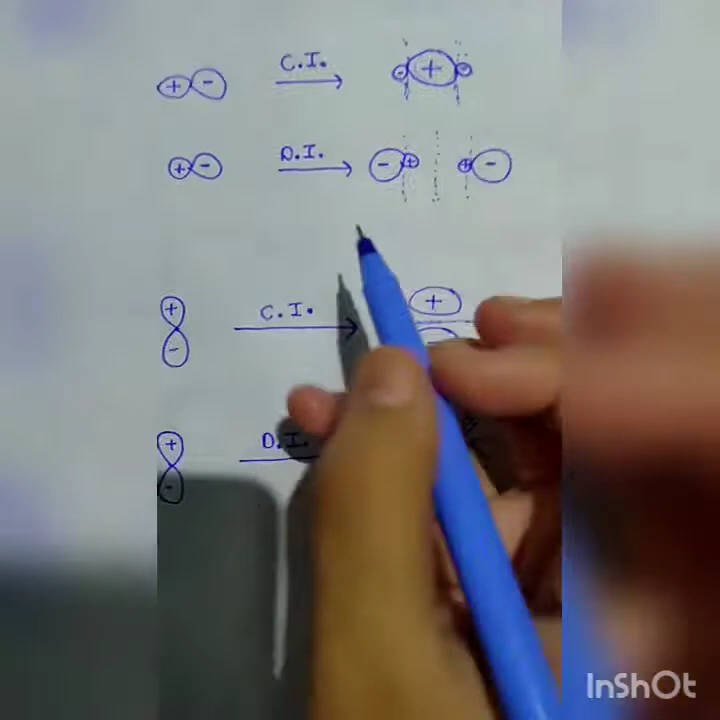 + - C.I. - + -
+ - D.I. - + + -
+ C.I. +
-
+ D.I.
-
InShOt